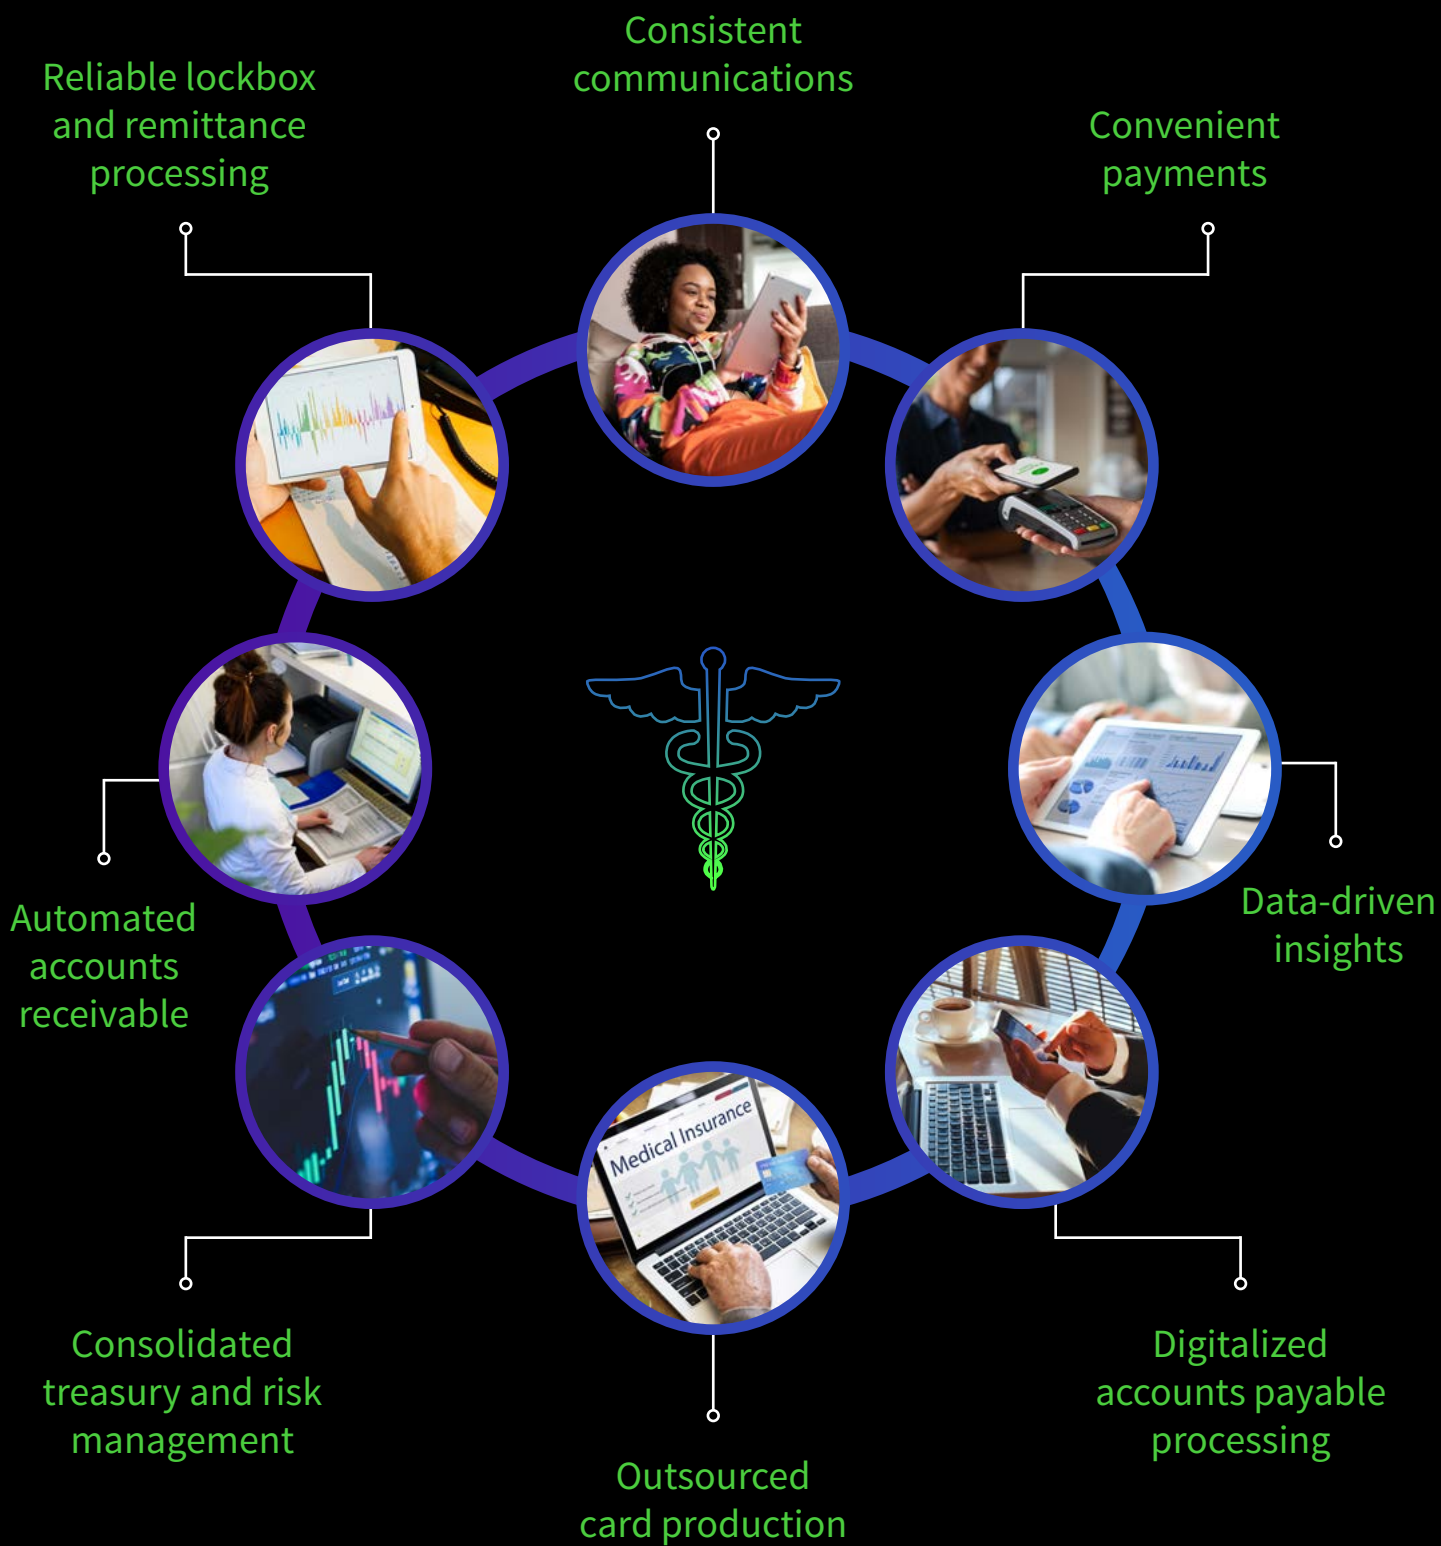 Consistent
communications
Reliable lockbox
and remittance
processing
Convenient
payments
Automated
accounts
receivable
Data-driven
insights
Medical Insurance
Consolidated
treasury and risk
management
Digitalized
accounts payable
processing
Outsourced
card production